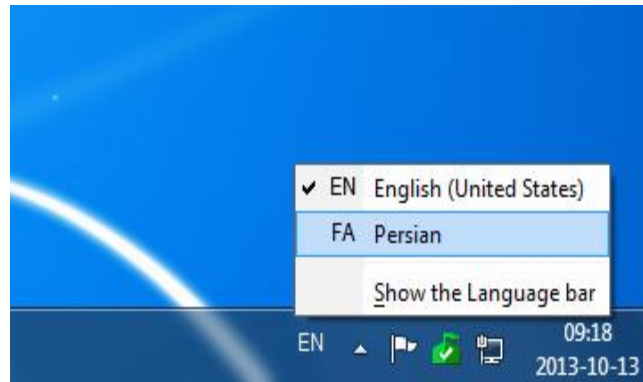 ✔ EN English (United States)
FA Persian
Show the Language bar
EN
09:18
2013-10-13